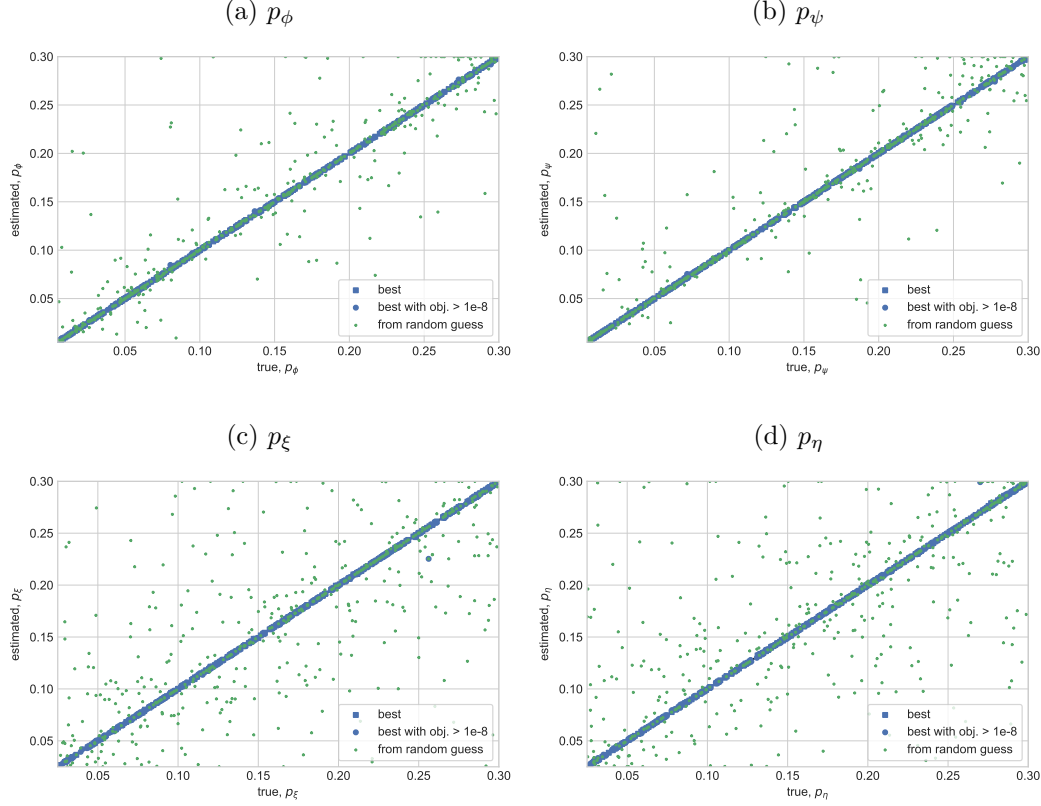 (a) pϕ
(b) pψ
0.30
0.25
0.20
0.15
0.10
0.05
estimated, pϕ
0.05 0.10 0.15 0.20 0.25 0.30
true, pϕ
best
best with obj. > 1e-8
from random guess
0.30
0.25
0.20
0.15
0.10
0.05
estimated, pψ
0.05 0.10 0.15 0.20 0.25 0.30
true, pψ
best
best with obj. > 1e-8
from random guess
(c) pξ
(d) pη
0.30
0.25
0.20
0.15
0.10
0.05
estimated, pξ
0.05 0.10 0.15 0.20 0.25 0.30
true, pξ
best
best with obj. > 1e-8
from random guess
0.30
0.25
0.20
0.15
0.10
0.05
estimated, pη
0.05 0.10 0.15 0.20 0.25 0.30
true, pη
best
best with obj. > 1e-8
from random guess